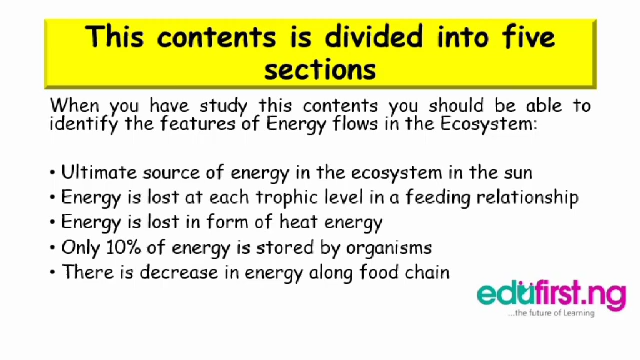 This contents is divided into five
sections
When you have study this contents you should be able to
identify the features of Energy flows in the Ecosystem:
• Ultimate source of energy in the ecosystem in the sun
• Energy is lost at each trophic level in a feeding relationship
• Energy is lost in form of heat energy
• Only 10% of energy is stored by organisms
• There is decrease in energy along food chain
edufirst.ng
...the future of Learning